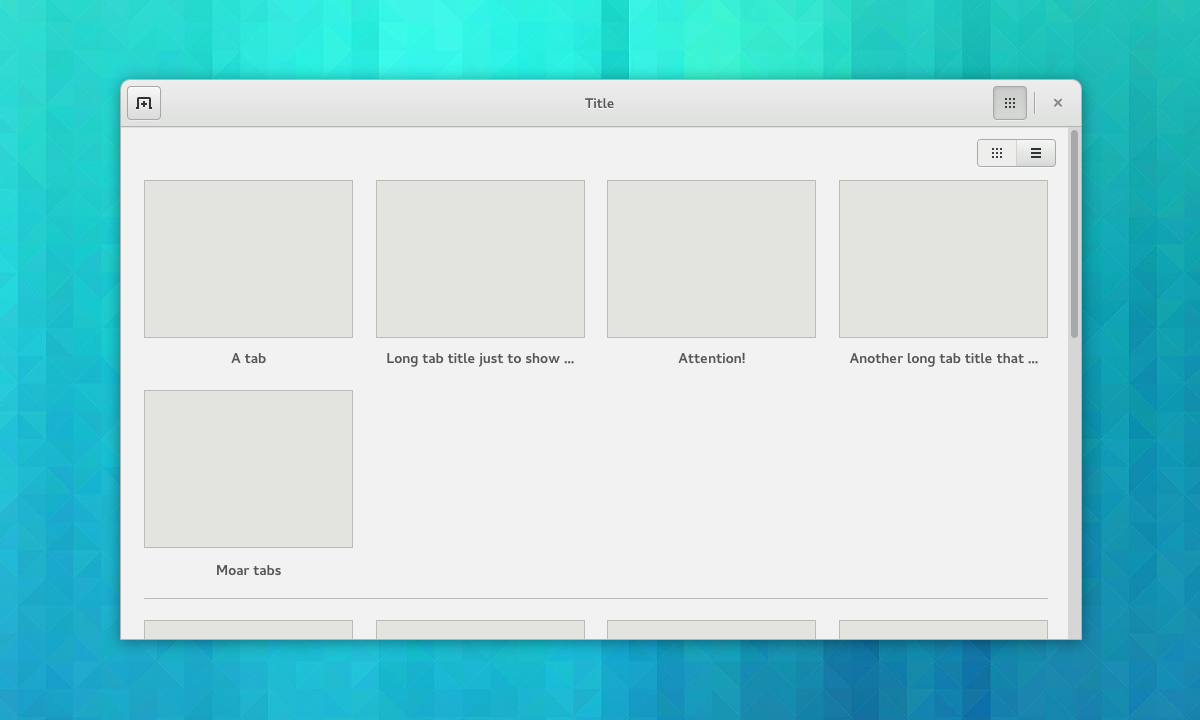 Title
A tab
Long tab title just to show ...
Attention!
Another long tab title that ...
Moar tabs